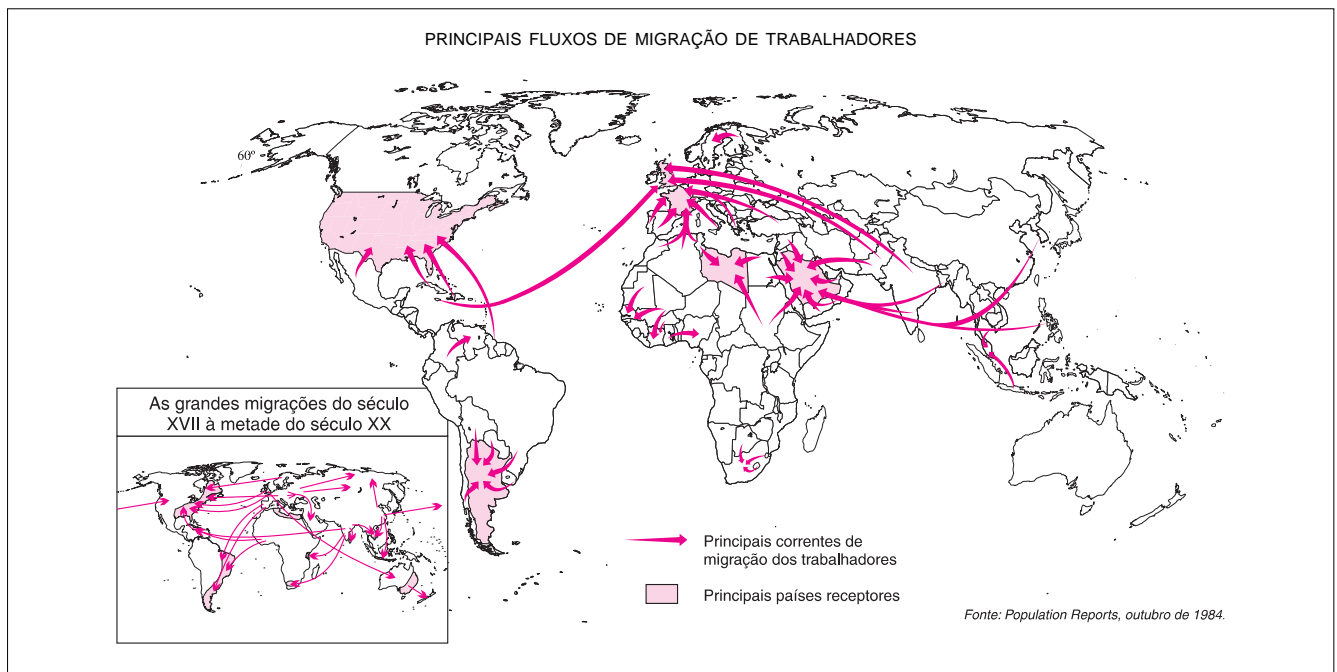 PRINCIPAIS FLUXOS DE MIGRAÇÃO DE TRABALHADORES
60º
As grandes migrações do século
XVII à metade do século XX
Principais correntes de
migração dos trabalhadores
Principais países receptores
Fonte: Population Reports, outubro de 1984.